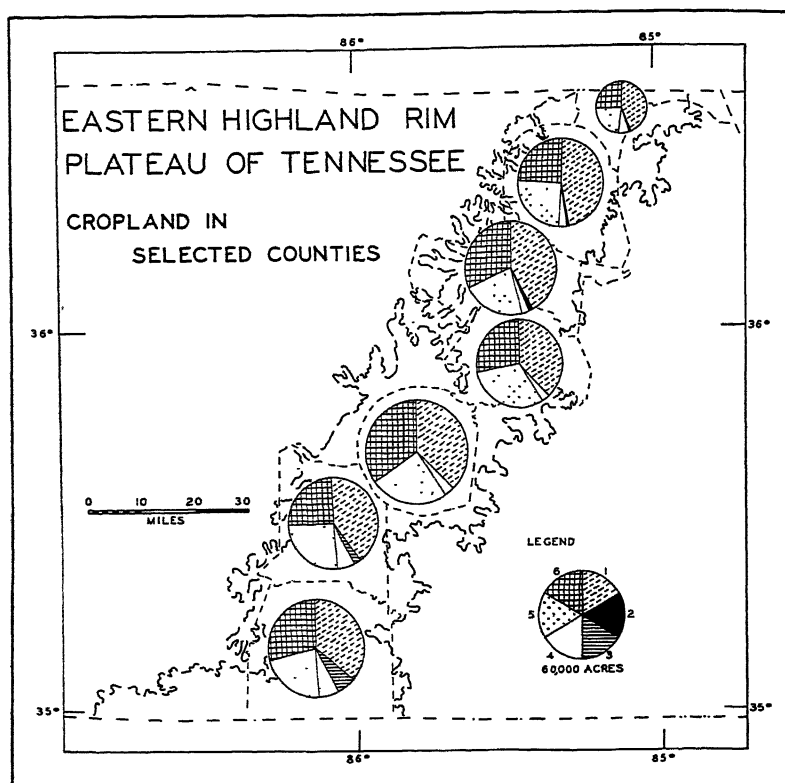 86°
85°
EASTERN HIGHLAND RIM
PLATEAU OF TENNESSEE
CROPLAND IN
SELECTED COUNTIES
36°
36°
0 10 20 30
MILES
LEGEND
6 1
5 2
4 3
60,000 ACRES
35°
35°
86°
85°